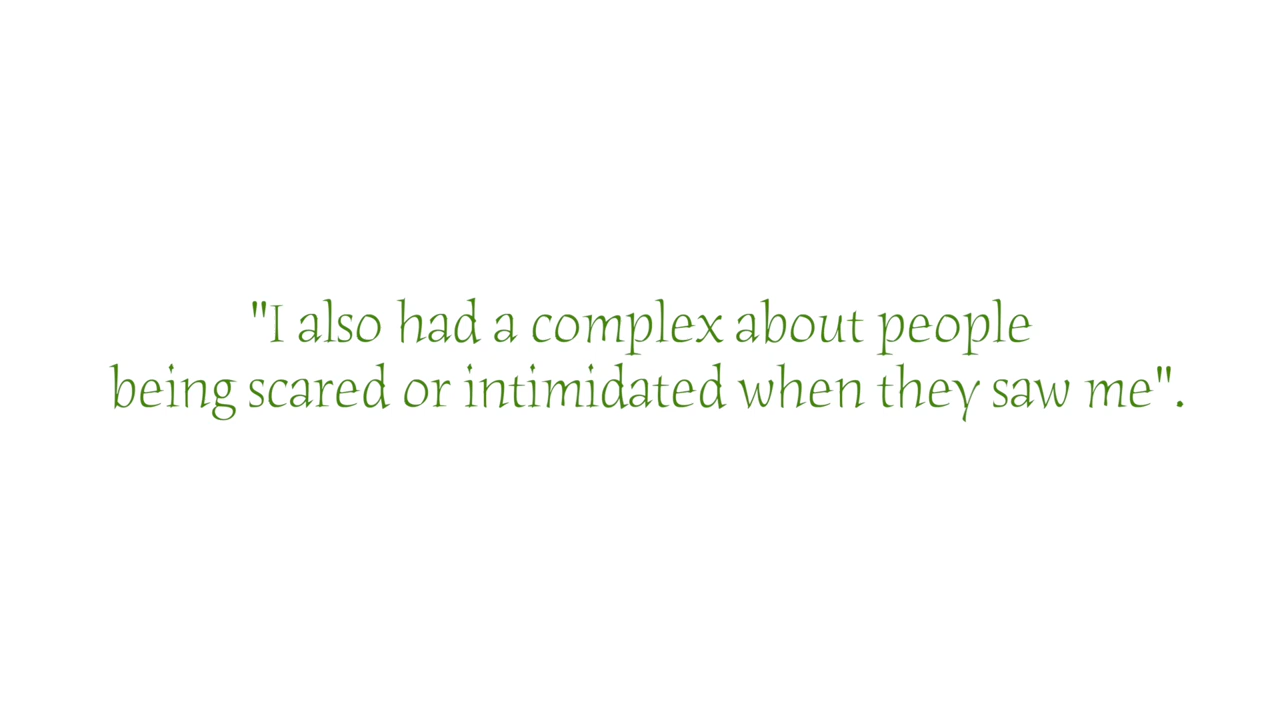 "I also had a complex about people
being scared or intimidated when they saw me".